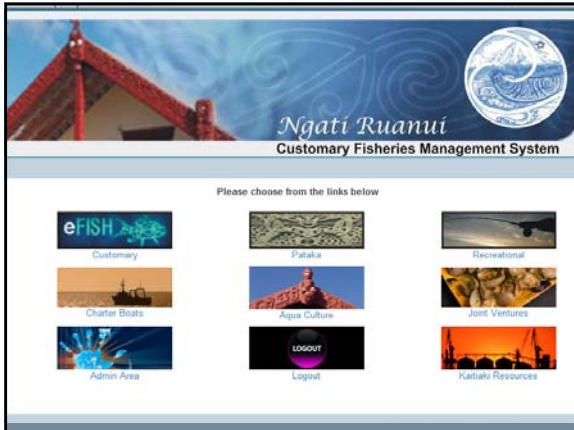 Ngati Ruanui
Customary Fisheries Management System
Please choose from the links below
eFISH
Customary
Pataka
Recreational
Charter Boats
Aqua Culture
Joint Ventures
Admin Area
LOGOUT
Logout
Kaitiaki Resources